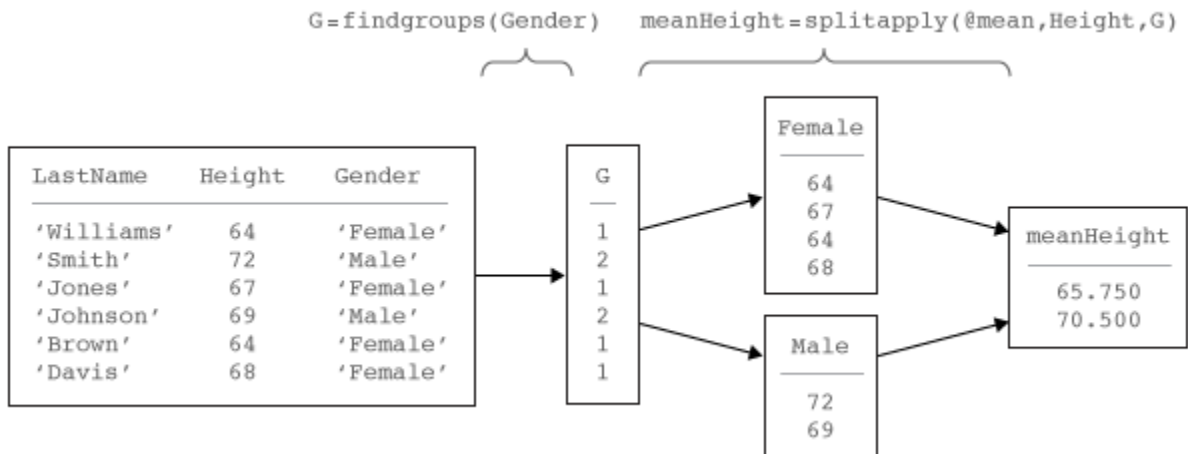 G=findgroups(Gender)
meanHeight=splitapply(@mean,Height,G)
LastName Height Gender
‘Williams’ 64 ‘Female’
‘Smith’ 72 ‘Male’
‘Jones’ 67 ‘Female’
‘Johnson’ 69 ‘Male’
‘Brown’ 64 ‘Female’
‘Davis’ 68 ‘Female’
G
1
2
1
2
1
1
Female
64
67
64
68
Male
72
69
meanHeight
65.750
70.500